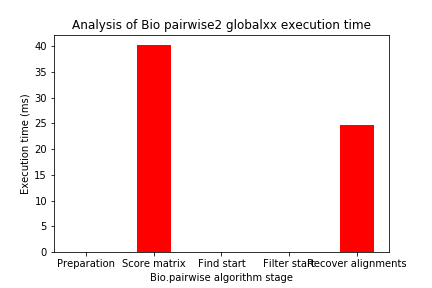 Analysis of Bio pairwise2 globalxx execution time
Execution time (ms)
40
35
30
25
20
15
10
5
0
Preparation Score matrix Find start Filter start Recover alignments
Bio.pairwise algorithm stage